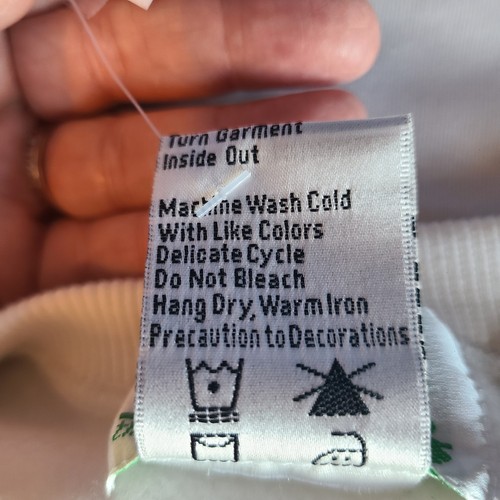 Turn Garment
Inside Out
Machine Wash Cold
With Like Colors
Delicate Cycle
Do Not Bleach
Hang Dry, Warm Iron
Precaution to Decorations